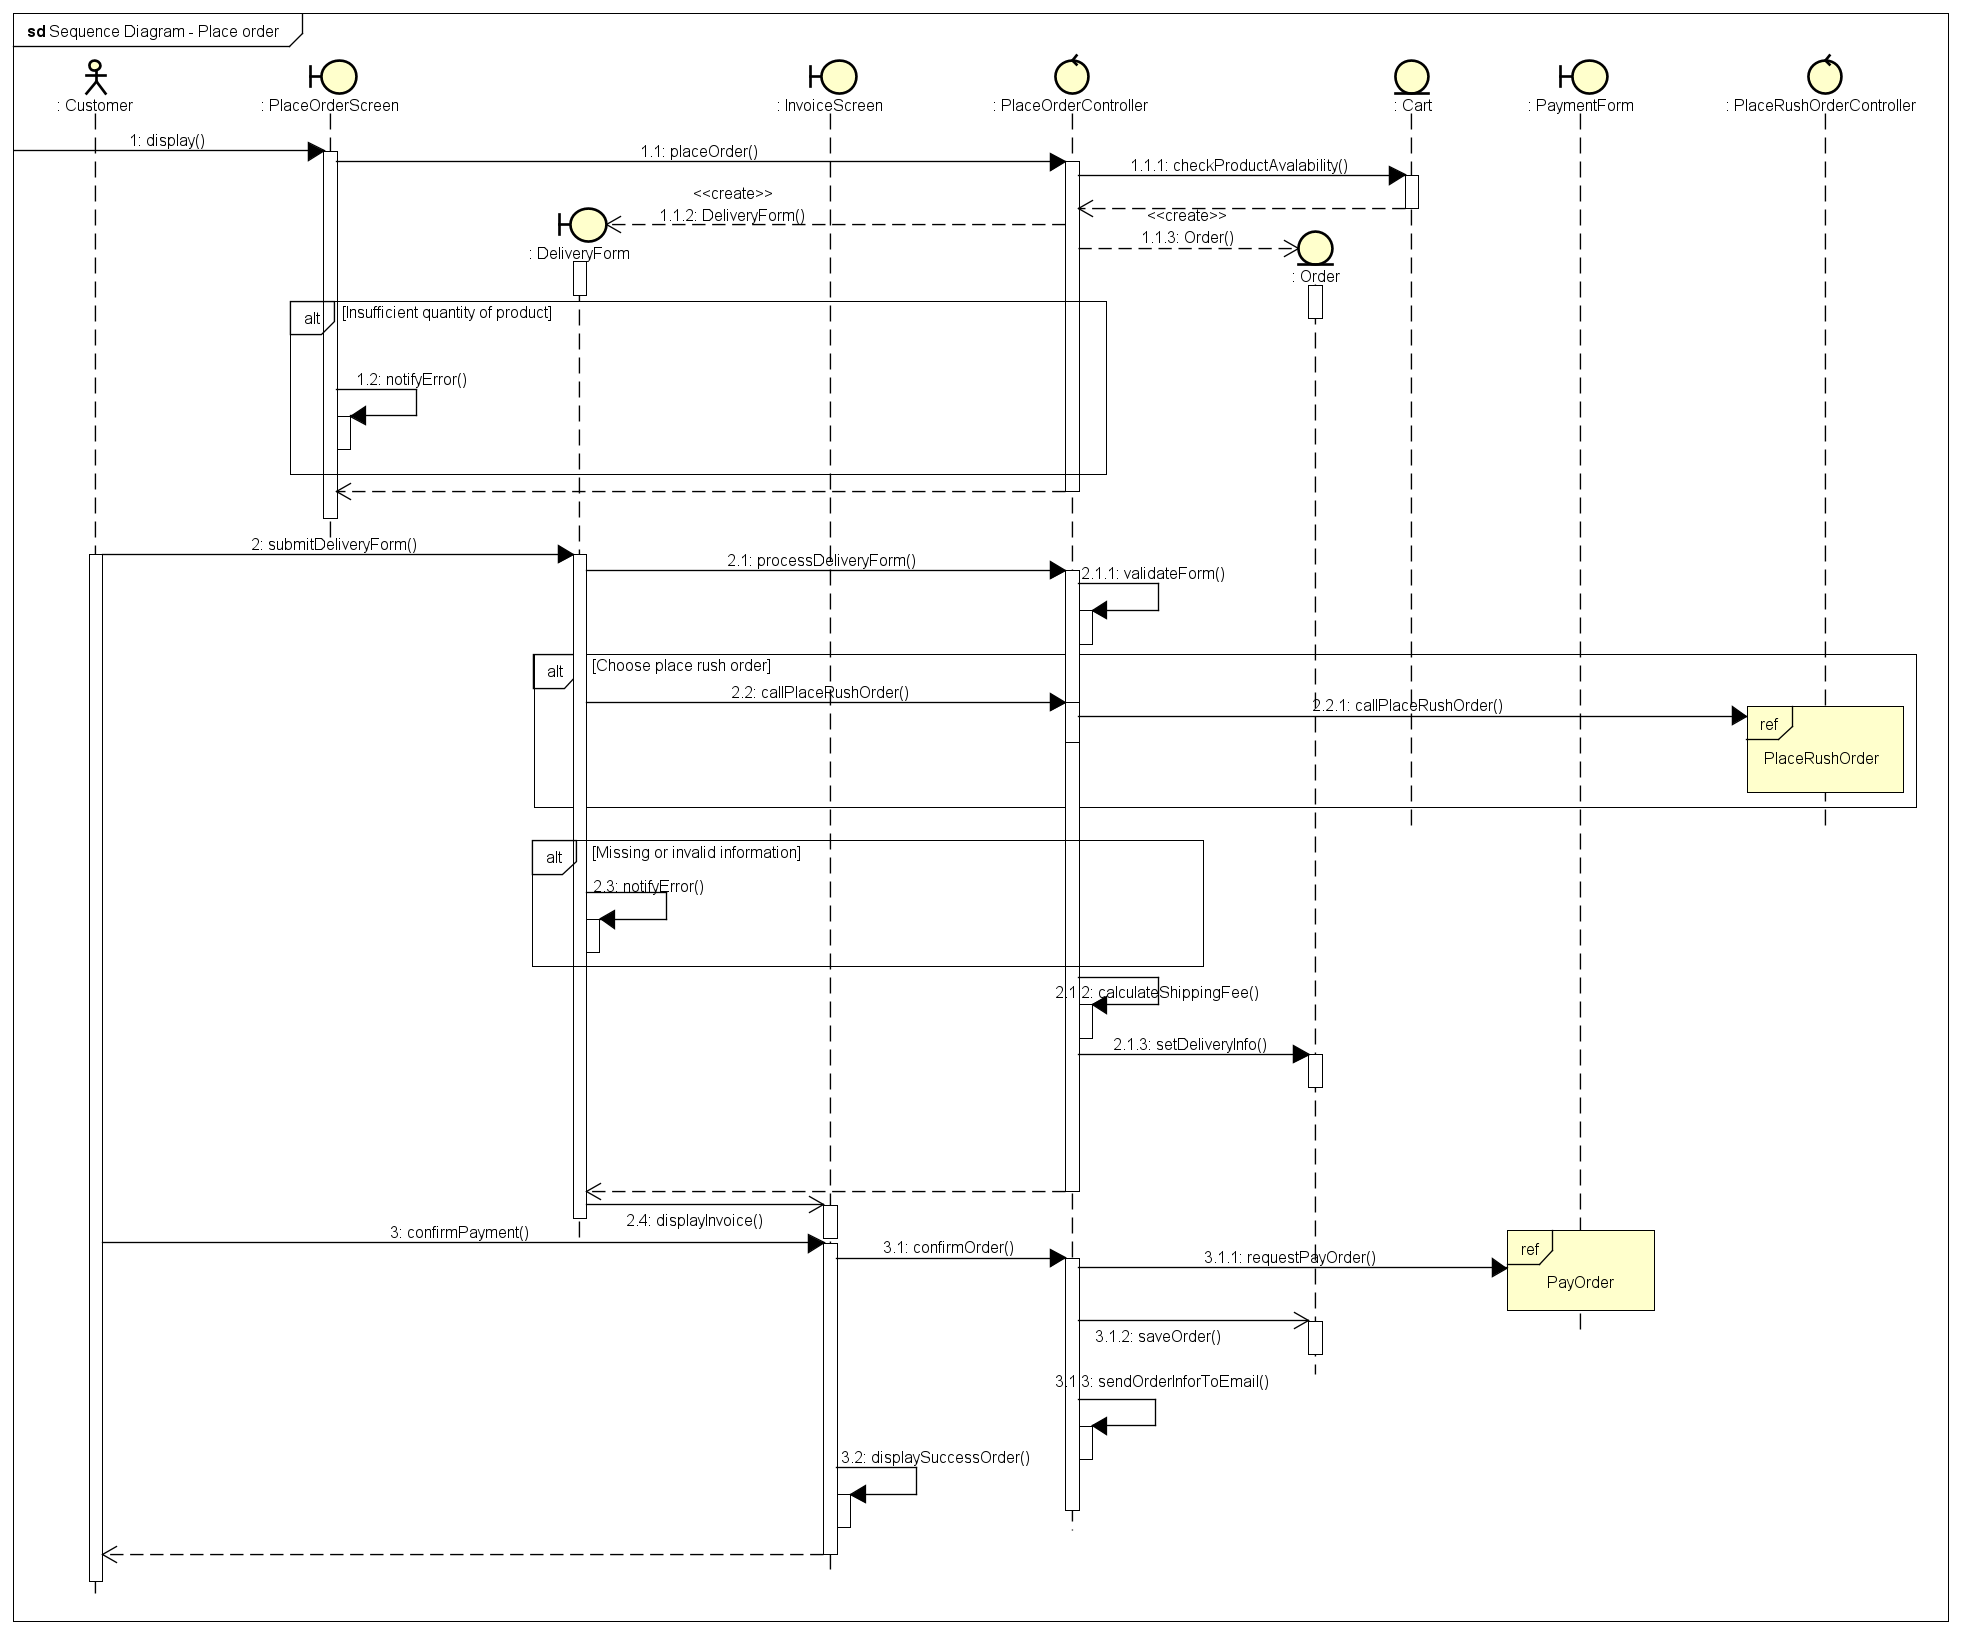 sd Sequence Diagram - Place order
: Customer
: PlaceOrderScreen
: InvoiceScreen
: PlaceOrderController
: Cart
: PaymentForm
: PlaceRushOrderController
1: display()
1.1: placeOrder()
1.1.1: checkProductAvalability()
<<create>>
1.1.2: DeliveryForm()
<<create>>
1.1.3: Order()
: DeliveryForm
: Order
alt
[Insufficient quantity of product]
1.2: notifyError()
2: submitDeliveryForm()
2.1: processDeliveryForm()
2.1.1: validateForm()
alt
[Choose place rush order]
2.2: callPlaceRushOrder()
2.2.1: callPlaceRushOrder()
ref
PlaceRushOrder
alt
[Missing or invalid information]
2.3: notifyError()
2.1.2: calculateShippingFee()
2.1.3: setDeliveryInfo()
2.4: displayInvoice()
3: confirmPayment()
3.1: confirmOrder()
3.1.1: requestPayOrder()
ref
PayOrder
3.1.2: saveOrder()
3.1.3: sendOrderInforToEmail()
3.2: displaySuccessOrder()